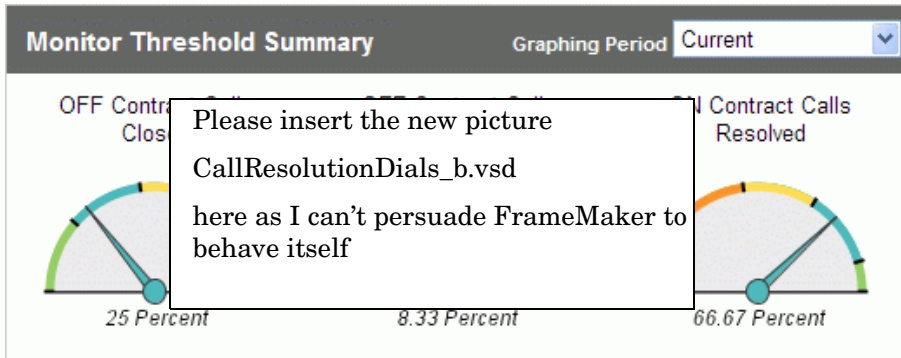 Monitor Threshold Summary Graphing Period Current
OFF Contract Calls ON Contract Calls
Resolved
Please insert the new picture
CallResolutionDials_b.vsd
here as I can't persuade FrameMaker to
behave itself
25 Percent 8.33 Percent 66.67 Percent